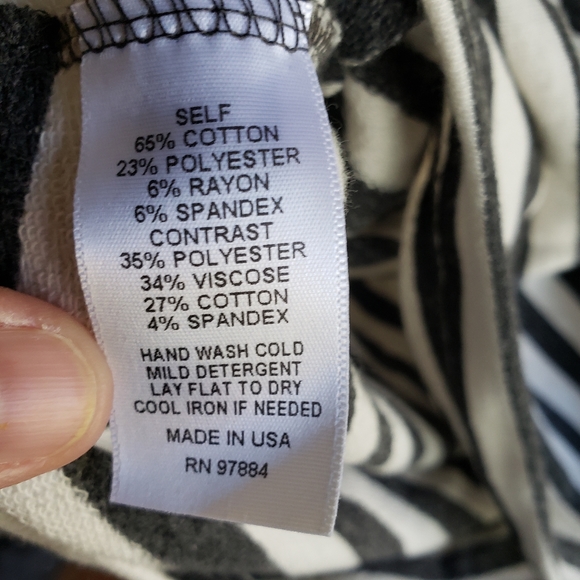 SELF
65% COTTON
23% POLYESTER
6% RAYON
6% SPANDEX
CONTRAST
35% POLYESTER
34% VISCOSE
27% COTTON
4% SPANDEX
HAND WASH COLD
MILD DETERGENT
LAY FLAT TO DRY
COOL IRON IF NEEDED
MADE IN USA
RN 97884